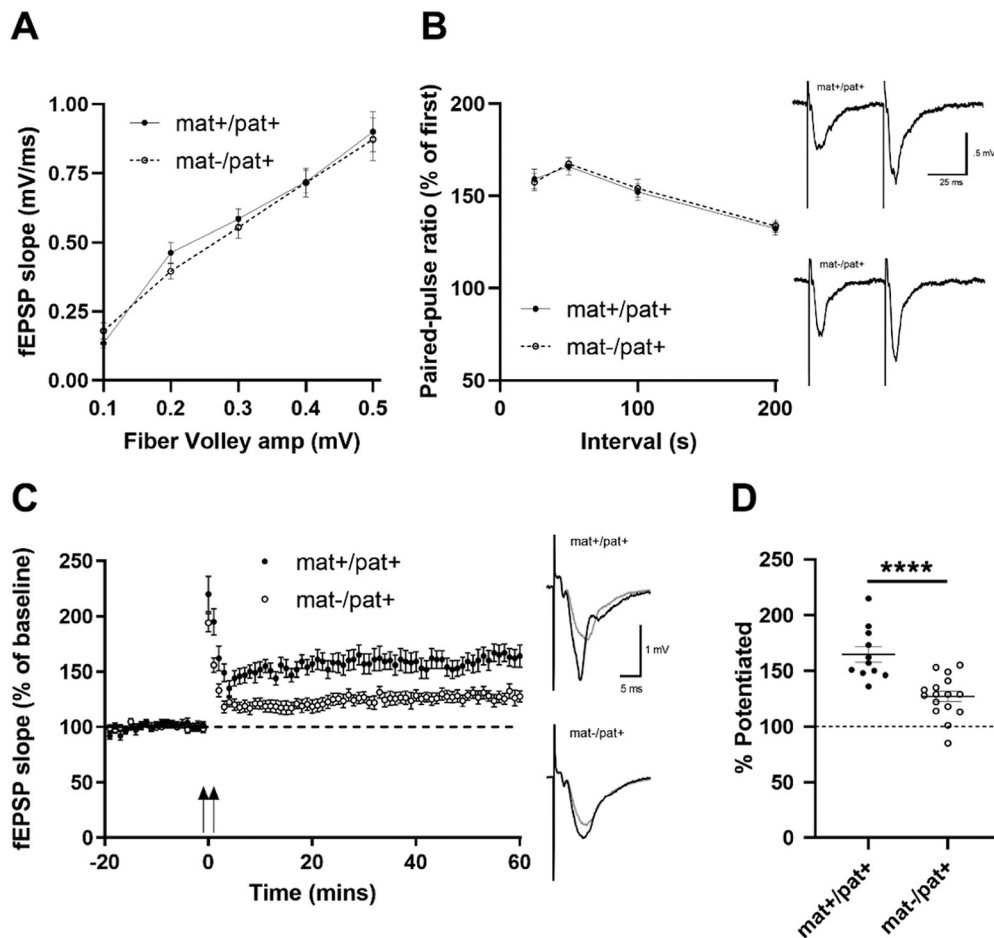 A
fEPSP slope (mV/ms)
1.00
0.75
0.50
0.25
0.00
mat+/pat+
mat-/pat+
0.1 0.2 0.3 0.4 0.5
Fiber Volley amp (mV)
B
Paired-pulse ratio (% of first)
200
150
100
50
mat+/pat+
mat-/pat+
0 100 200
Interval (s)
mat+/pat+
.5 mV
25 ms
mat-/pat+
C
fEPSP slope (% of baseline)
250
200
150
100
50
0
mat+/pat+
mat-/pat+
-20 0 20 40 60
Time (mins)
mat+/pat+
1 mV
5 ms
mat-/pat+
D
% Potentiated
250
200
150
100
50
0
****
mat+/pat+
mat-/pat+